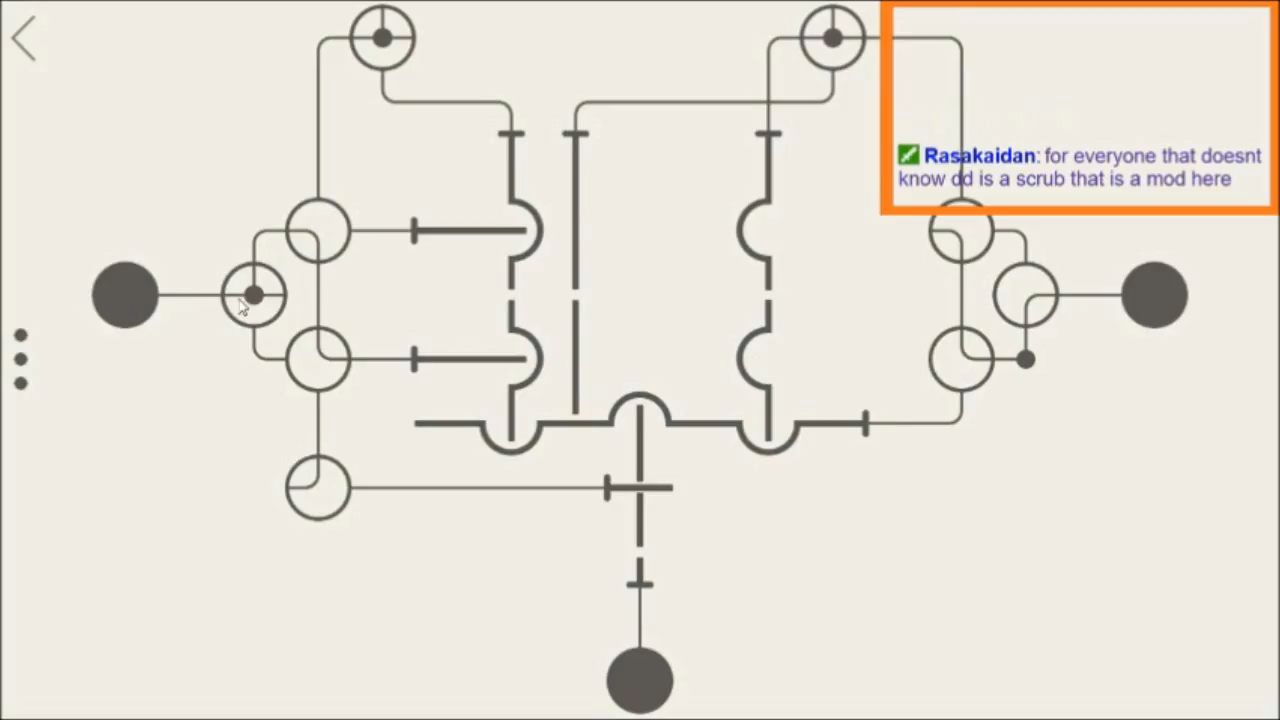 Rasakaidan: for everyone that doesnt
know dd is a scrub that is a mod here